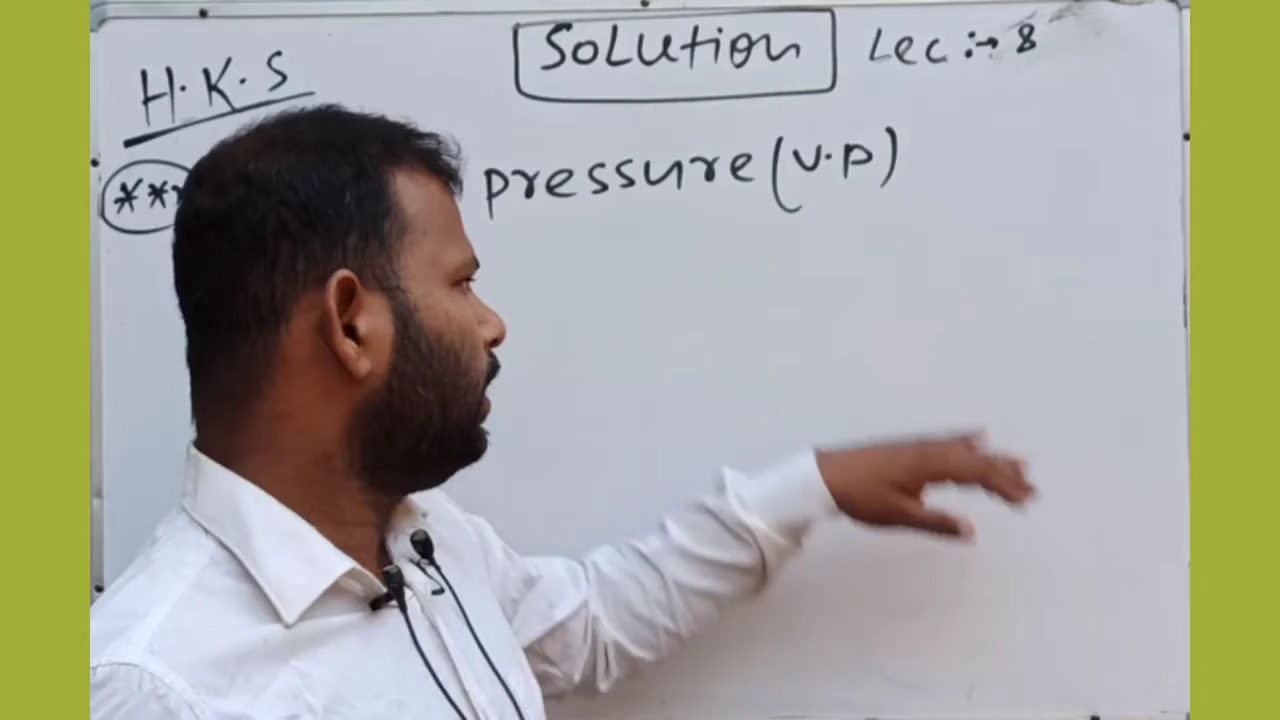 H.K.S
SoLution Lec :→ 8
** pressure (V.P)